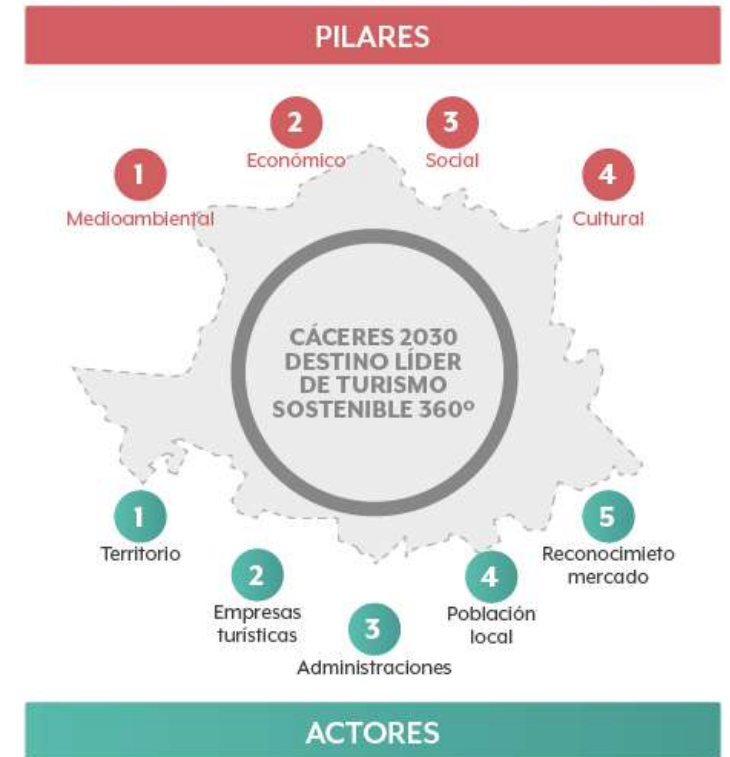 PILARES
1
Medioambiental
2
Económico
3
Social
4
Cultural
CÁCERES 2030
DESTINO LÍDER
DE TURISMO
SOSTENIBLE 360º
1
Territorio
2
Empresas
turísticas
3
Administraciones
4
Población
local
5
Reconocimieto
mercado
ACTORES